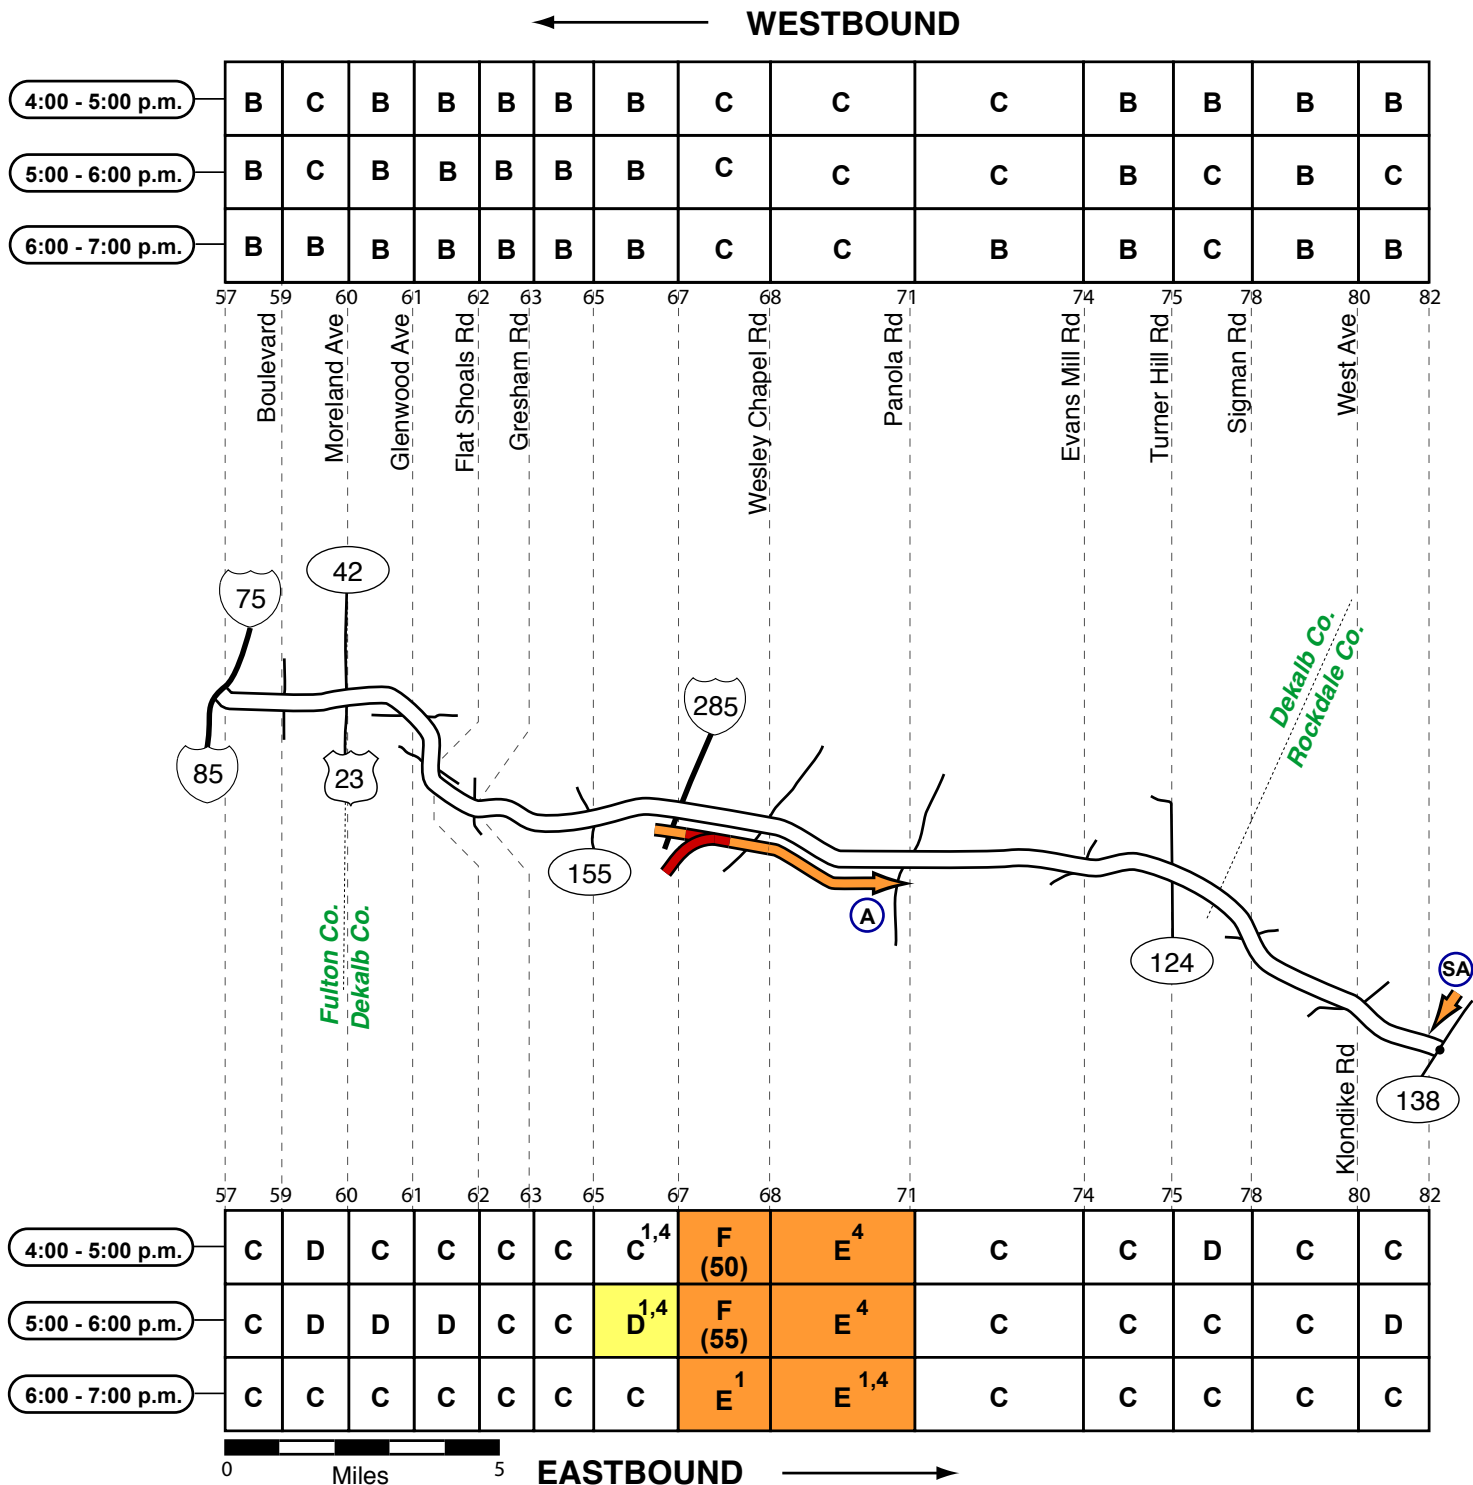 WESTBOUND
4:00 - 5:00 p.m. B C B B B B B C C C B B B B
5:00 - 6:00 p.m. B C B B B B B C C C B C B C
6:00 - 7:00 p.m. B B B B B B B C C B B C B B
57 59 60 61 62 63 65 67 68 71 74 75 78 80 82
Boulevard
Moreland Ave
Glenwood Ave
Flat Shoals Rd
Gresham Rd
Wesley Chapel Rd
Panola Rd
Evans Mill Rd
Turner Hill Rd
Sigman Rd
West Ave
42
75
285
Dekalb Co.
Rockdale Co.
85
23
155
A
124
SA
Fulton Co.
Dekalb Co.
Klondike Rd
138
57 59 60 61 62 63 65 67 68 71 74 75 78 80 82
4:00 - 5:00 p.m. C D C C C C C1,4 F (50) E4 C C D C C
5:00 - 6:00 p.m. C D D D C C D1,4 F (55) E4 C C C C D
6:00 - 7:00 p.m. C C C C C C C E1 E1,4 C C C C C
0 Miles 5
EASTBOUND